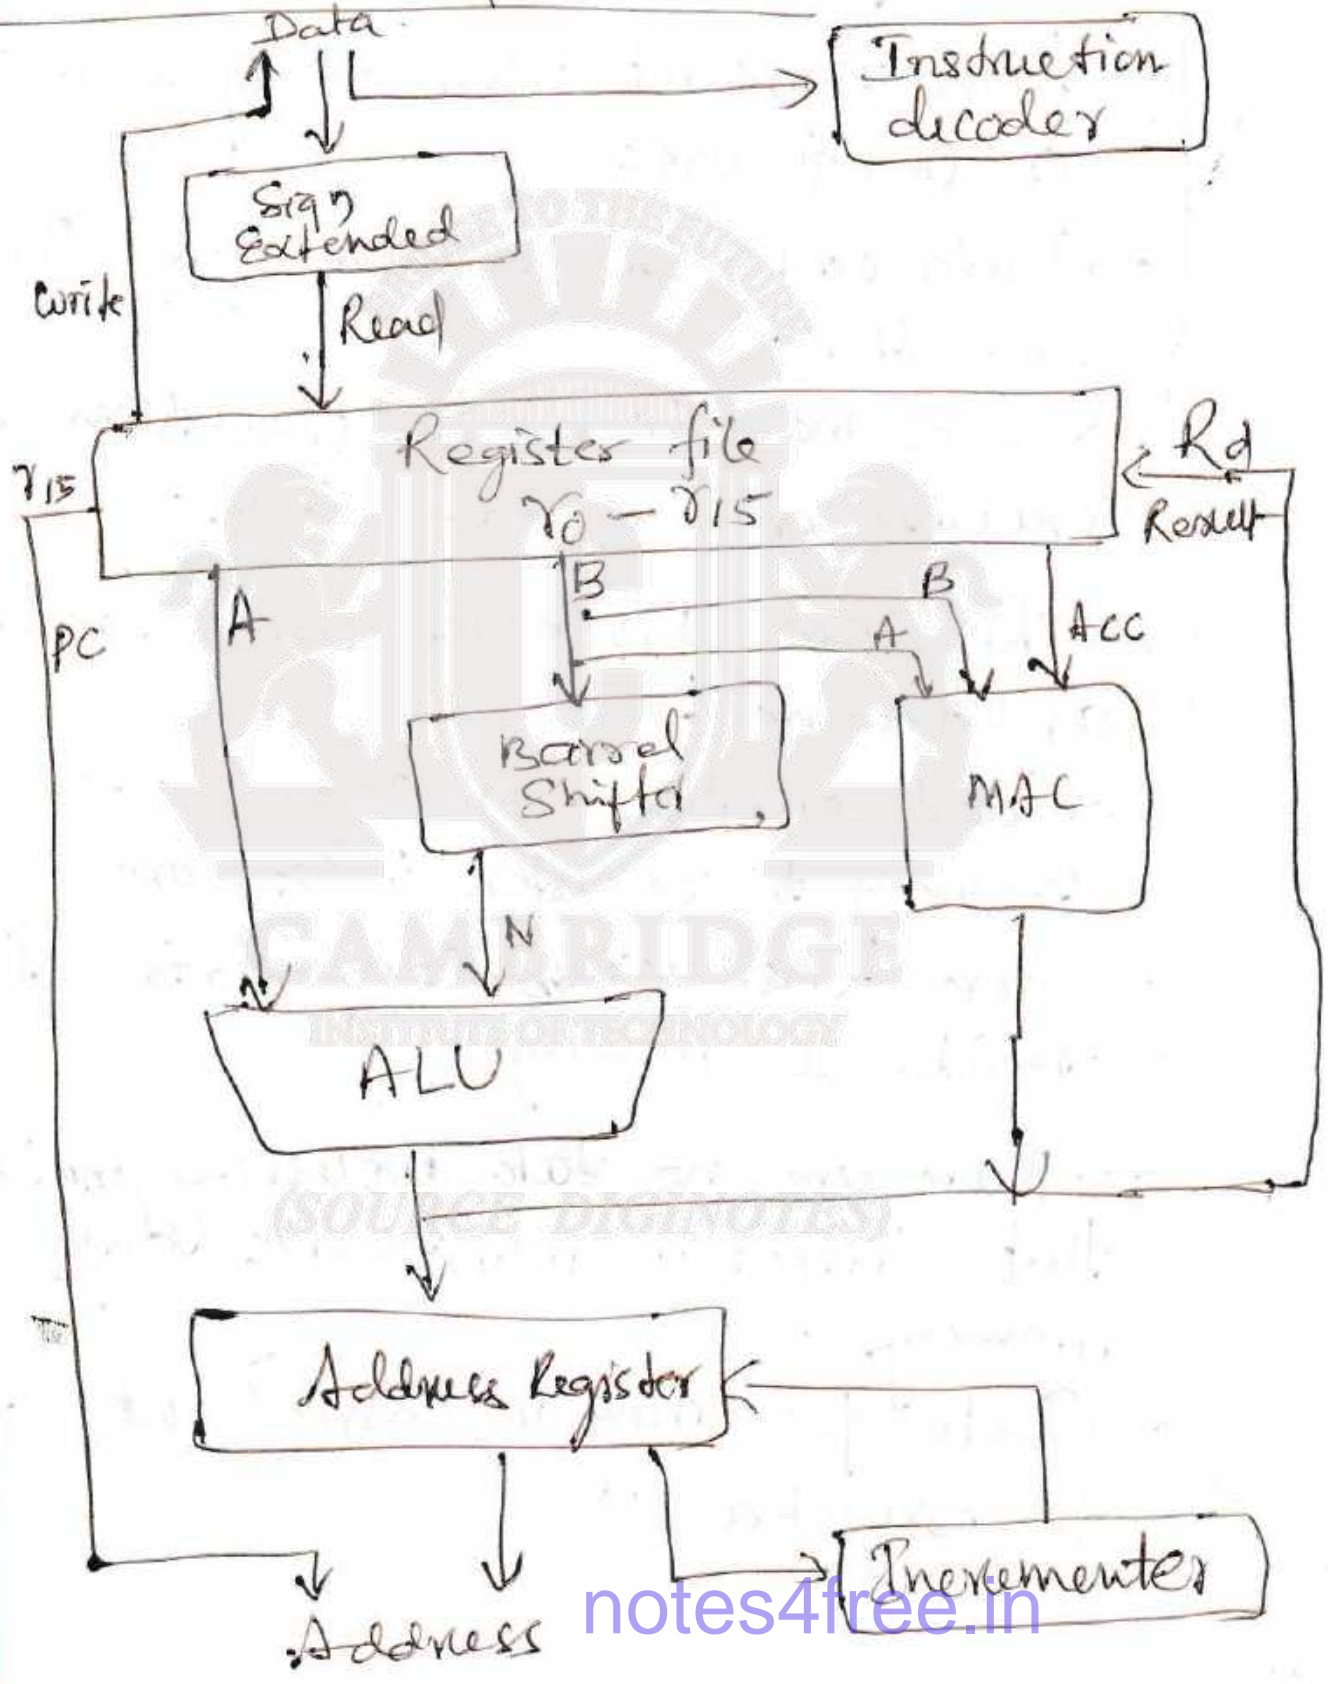 Data
Instruction
decoder
Sign
Extended
write
Read
Register file
r0 - r15
r15
Rd
Result
PC
A
B
B
A
ACC
Barrel
Shifter
MAC
N
CAMBRIDGE
INSTITUTE OF TECHNOLOGY
ALU
(SOURCE DIGINOTES)
Address Register
Incrementer
notes4free.in
Address